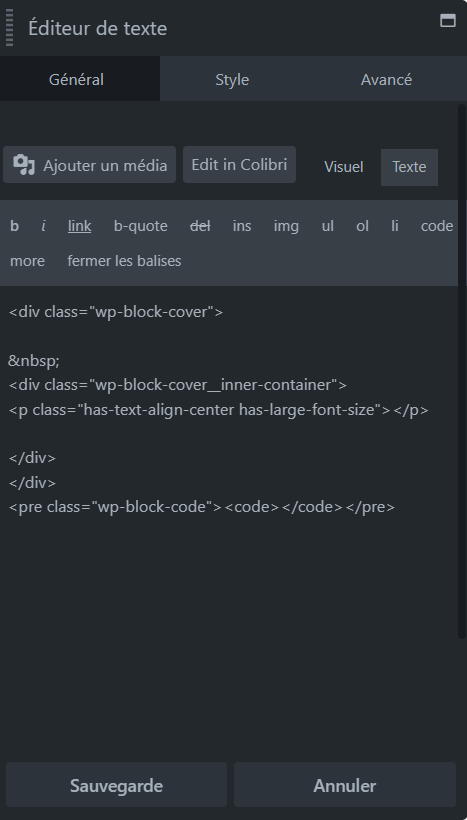 Éditeur de texte
Général Style Avancé
Ajouter un média Edit in Colibri Visuel Texte
b i link b-quote del ins img ul ol li code
more fermer les balises
<div class="wp-block-cover">
&nbsp;
<div class="wp-block-cover__inner-container">
<p class="has-text-align-center has-large-font-size"></p>
</div>
</div>
<pre class="wp-block-code"><code></code></pre>
Sauvegarde Annuler